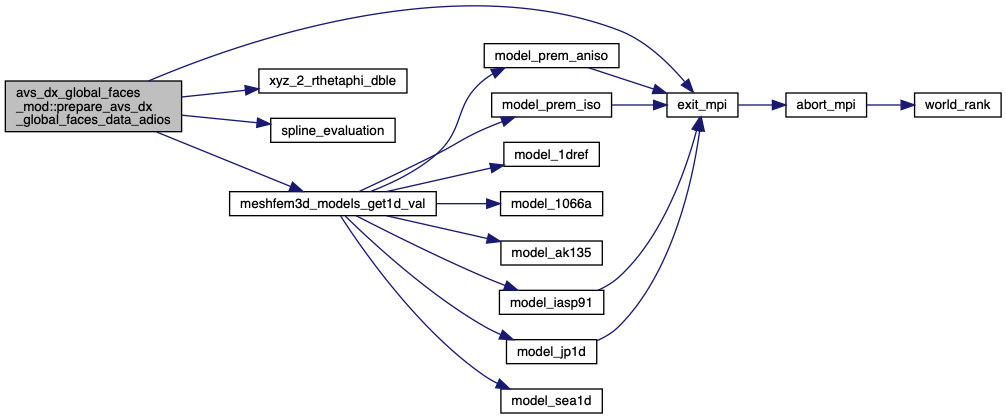 avs_dx_global_faces
_mod::prepare_avs_dx
_global_faces_data_adios
xyz_2_rthetaphi_dble
spline_evaluation
meshfem3d_models_get1d_val
model_prem_aniso
model_prem_iso
model_1dref
model_1066a
model_ak135
model_iasp91
model_jp1d
model_sea1d
exit_mpi
abort_mpi
world_rank